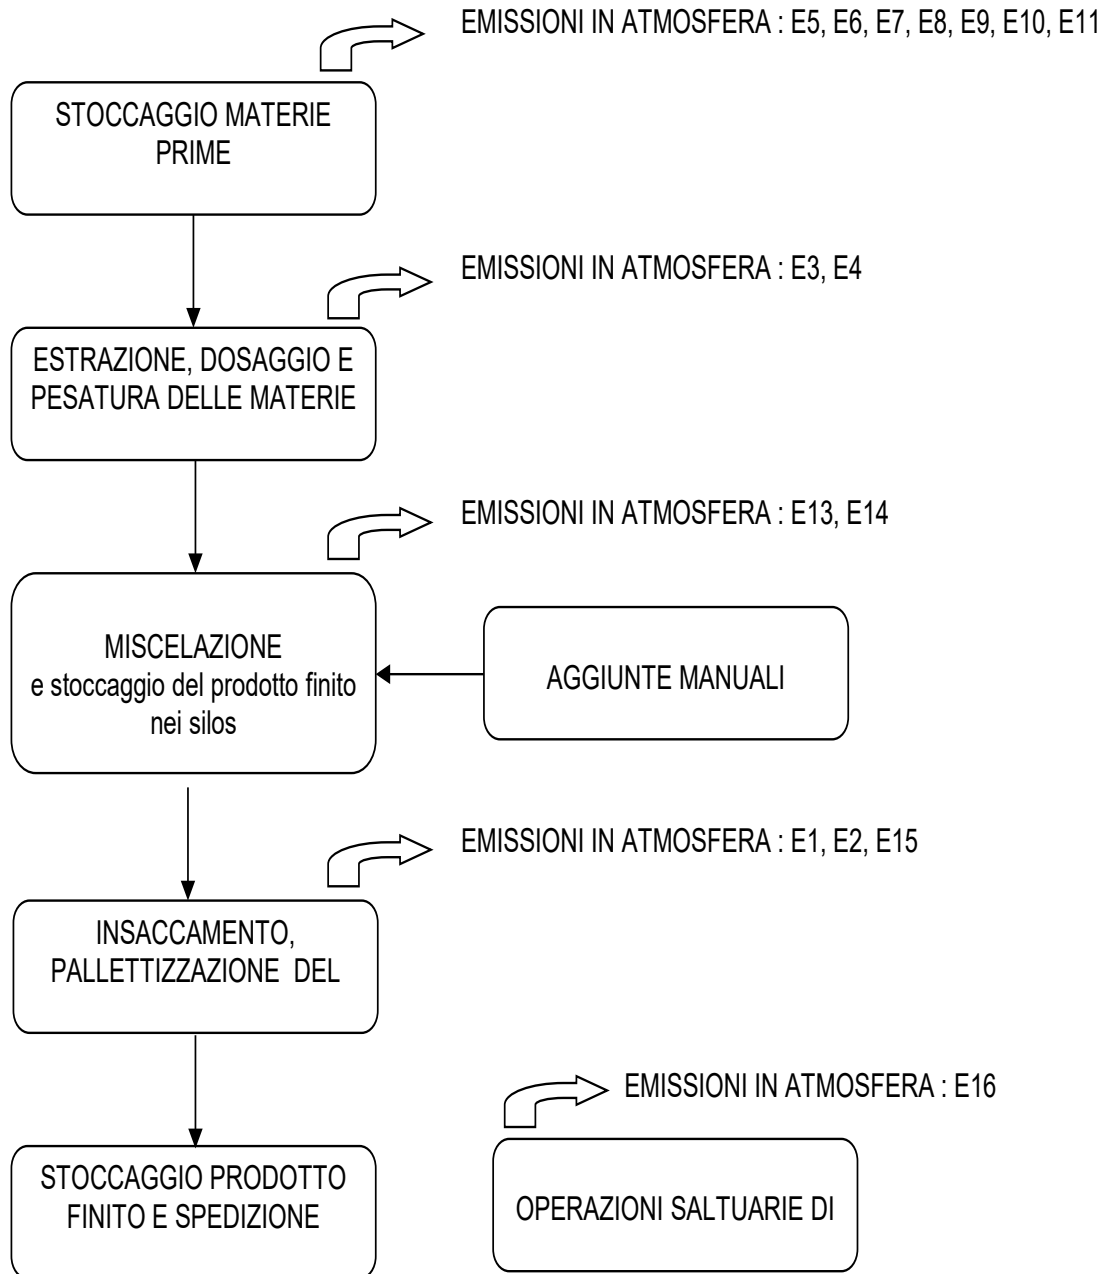 EMISSIONI IN ATMOSFERA : E5, E6, E7, E8, E9, E10, E11
STOCCAGGIO MATERIE
PRIME
EMISSIONI IN ATMOSFERA : E3, E4
ESTRAZIONE, DOSAGGIO E
PESATURA DELLE MATERIE
EMISSIONI IN ATMOSFERA : E13, E14
MISCELAZIONE
e stoccaggio del prodotto finito
nei silos
AGGIUNTE MANUALI
EMISSIONI IN ATMOSFERA : E1, E2, E15
INSACCAMENTO,
PALLETTIZZAZIONE DEL
EMISSIONI IN ATMOSFERA : E16
STOCCAGGIO PRODOTTO
FINITO E SPEDIZIONE
OPERAZIONI SALTUARIE DI